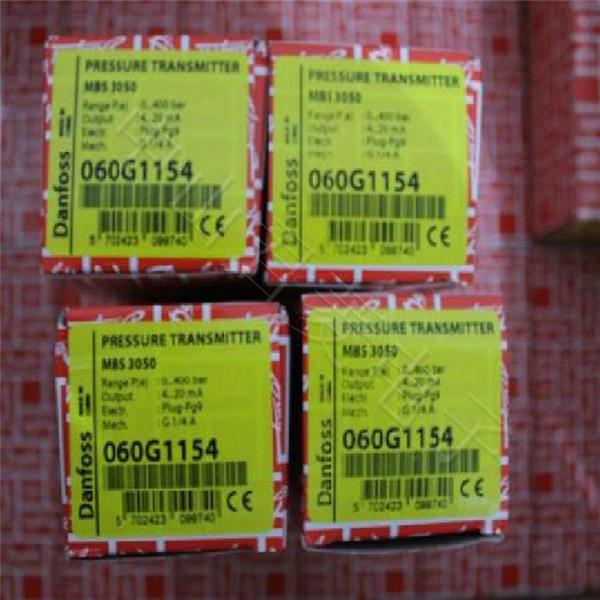 PRESSURE TRANSMITTER
MBS 3050
Range P(e) : 0..400 bar
Output : 4..20 mA
Electr. : Plug-Pg9
Mech. : G 1/4 A
060G1154
Danfoss
CE
5 702423 099740
PRESSURE TRANSMITTER
MBS 3050
Range P(e) : 0..400 bar
Output : 4..20 mA
Electr. : Plug-Pg9
Mech. : G 1/4 A
060G1154
Danfoss
CE
5 702423 099740
PRESSURE TRANSMITTER
MBS 3050
Range P(e) : 0..400 bar
Output : 4..20 mA
Electr. : Plug-Pg9
Mech. : G 1/4 A
060G1154
Danfoss
CE
5 702423 099740
PRESSURE TRANSMITTER
MBS 3050
Range P(e) : 0..400 bar
Output : 4..20 mA
Electr. : Plug-Pg9
Mech. : G 1/4 A
060G1154
Danfoss
CE
5 702423 099740